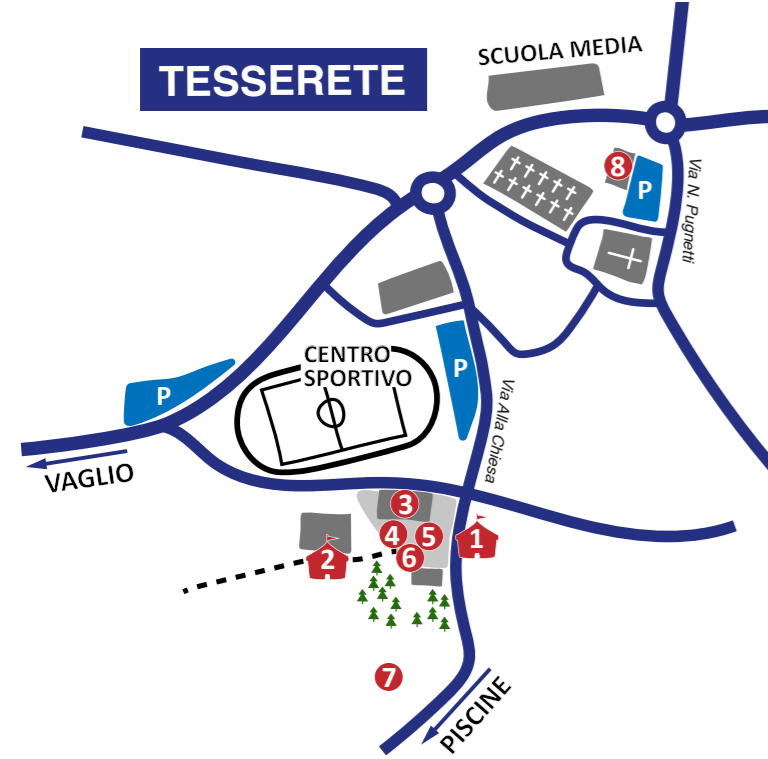 SCUOLA MEDIA
TESSERETE
8
P
Via N. Pugnetti
CENTRO
SPORTIVO
P
P
Via Alla Chiesa
VAGLIO
3
4
5
1
2
6
7
PISCINE